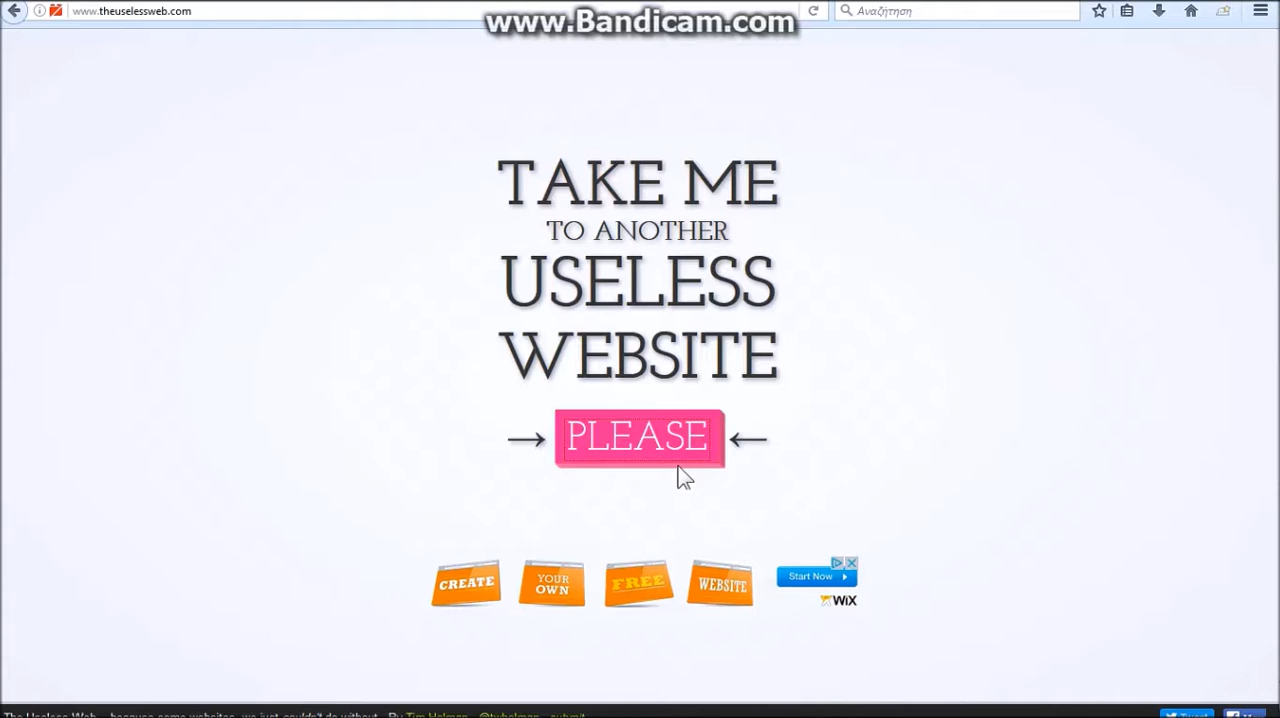 www.theuselessweb.com
Αναζήτηση
www.Bandicam.com
TAKE ME
TO ANOTHER
USELESS
WEBSITE
→ PLEASE ←
CREATE
YOUR
OWN
FREE
WEBSITE
Start Now
WiX
The Useless Web... because some websites, we just couldn't do without. By Tim Holman - @twholman - submit
Tweet